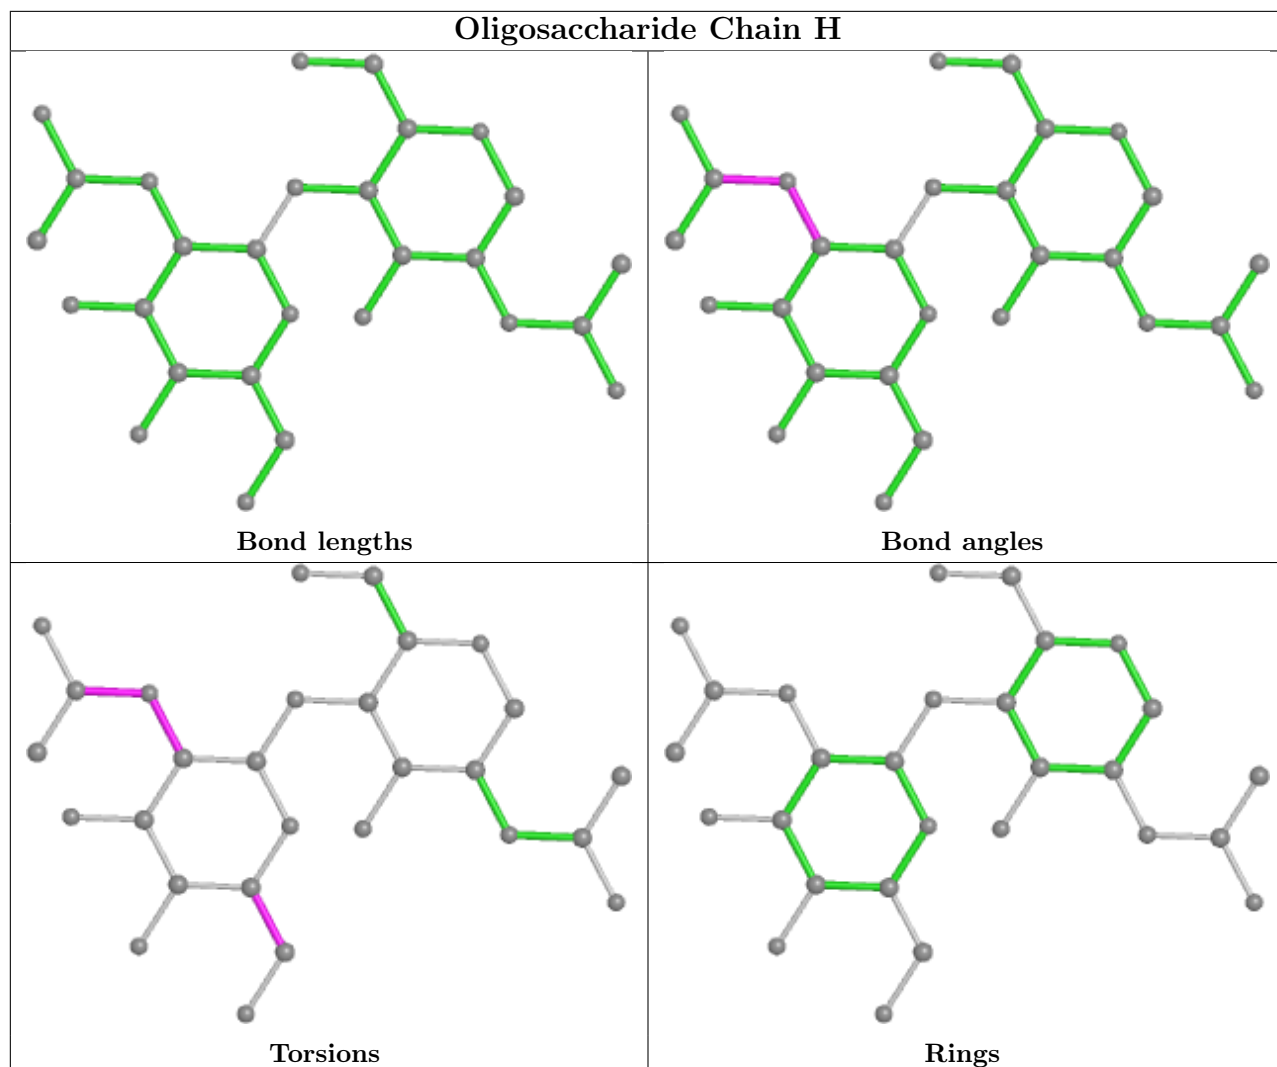 Oligosaccharide Chain H
Bond lengths
Bond angles
Torsions
Rings